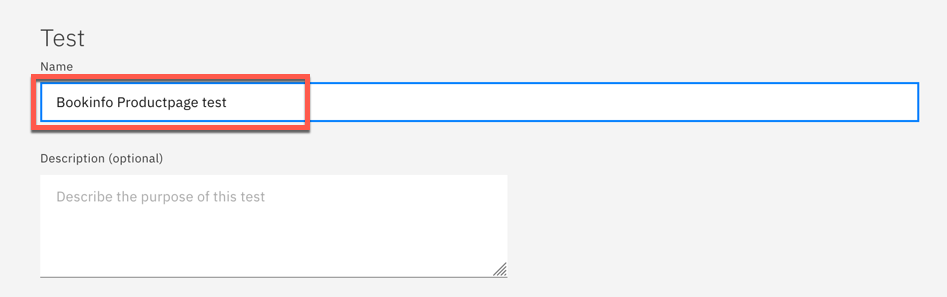 Test
Name
Bookinfo Productpage test
Description (optional)
Describe the purpose of this test